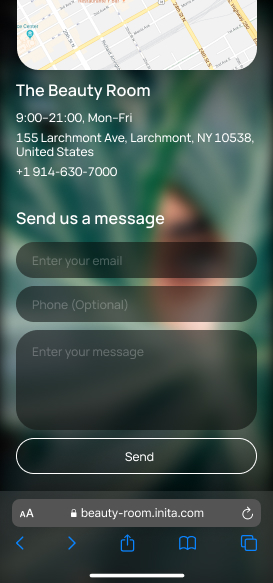 The Beauty Room
9:00–21:00, Mon–Fri
155 Larchmont Ave, Larchmont, NY 10538,
United States
+1 914-630-7000
Send us a message
Enter your email
Phone (Optional)
Enter your message
Send
AA
beauty-room.inita.com